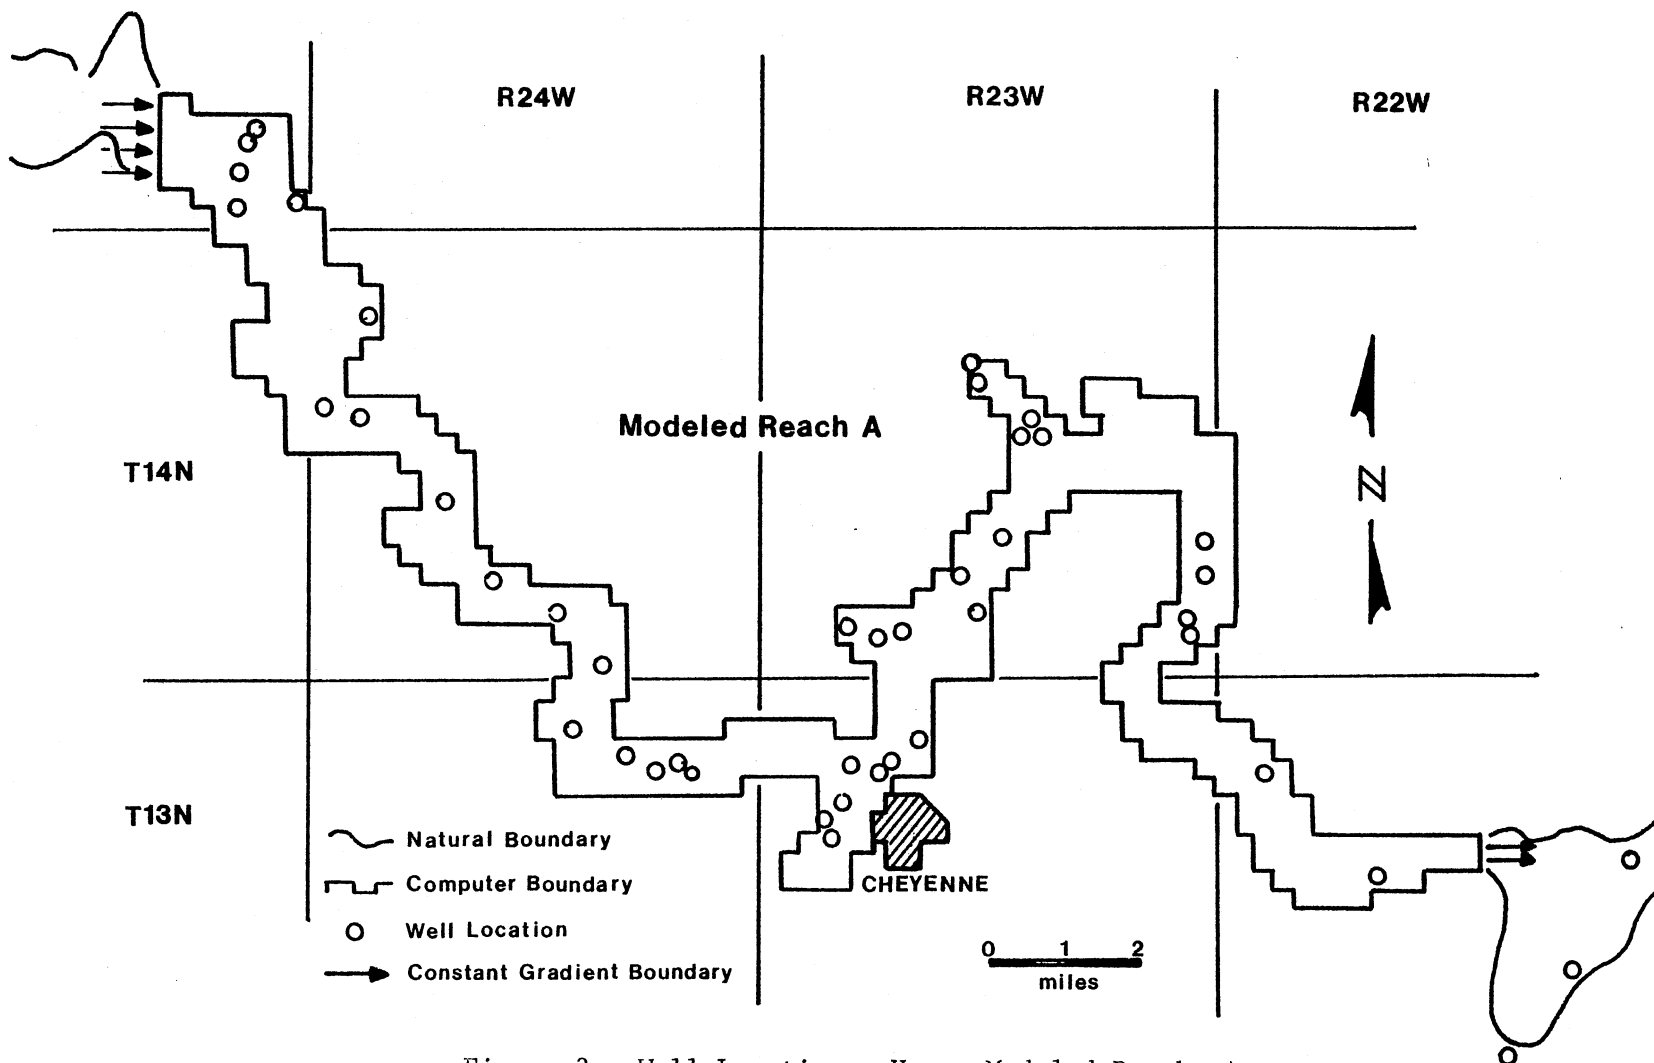 R24W
R23W
R22W
Modeled Reach A
T14N
N
T13N
Natural Boundary
Computer Boundary
CHEYENNE
Well Location
Constant Gradient Boundary
0 1 2
miles